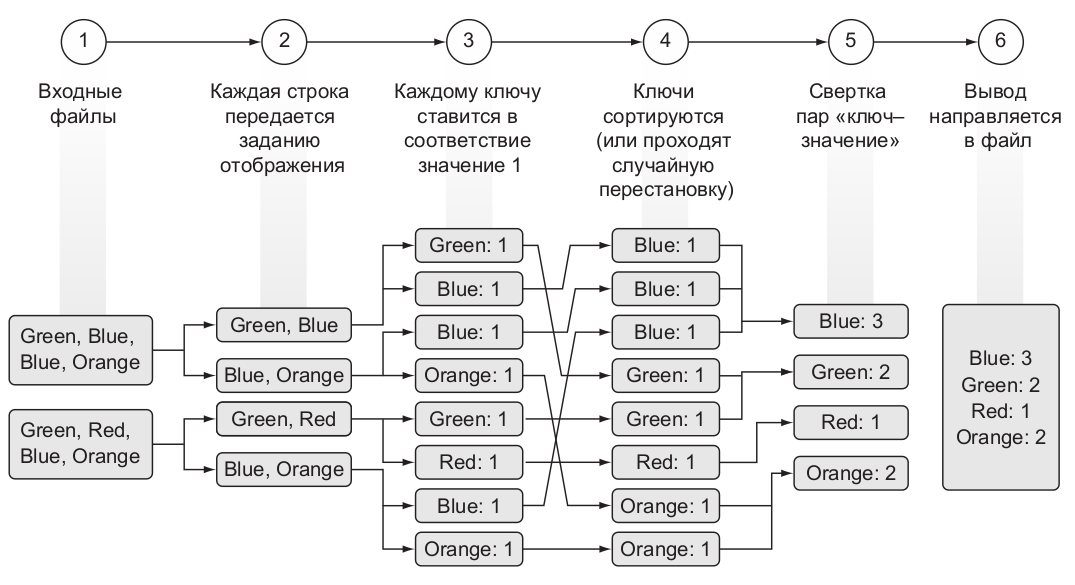 1
2
3
4
5
6
Входные
файлы
Каждая строка
передается
заданию
отображения
Каждому ключу
ставится в
соответствие
значение 1
Ключи
сортируются
(или проходят
случайную
перестановку)
Свертка
пар «ключ–
значение»
Вывод
направляется
в файл
Green, Blue,
Blue, Orange
Green, Red,
Blue, Orange
Green, Blue
Blue, Orange
Green, Red
Blue, Orange
Green: 1
Blue: 1
Blue: 1
Orange: 1
Green: 1
Red: 1
Blue: 1
Orange: 1
Blue: 1
Blue: 1
Blue: 1
Green: 1
Green: 1
Red: 1
Orange: 1
Orange: 1
Blue: 3
Green: 2
Red: 1
Orange: 2
Blue: 3
Green: 2
Red: 1
Orange: 2